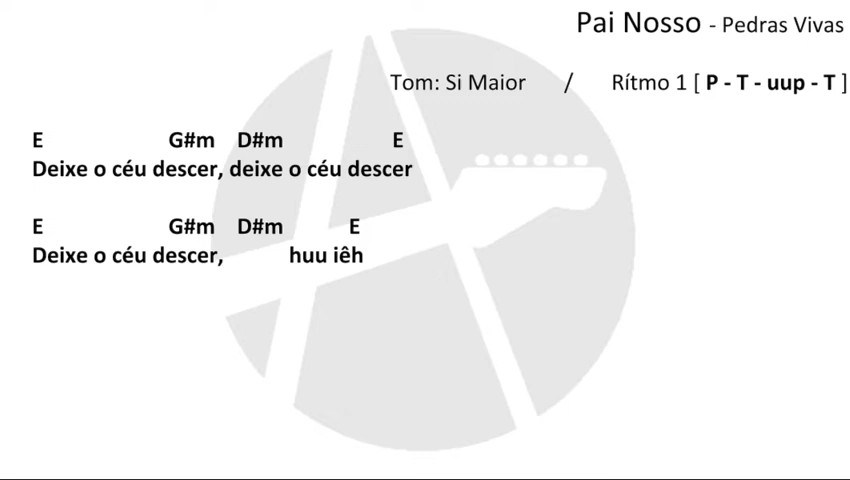 Pai Nosso - Pedras Vivas
Tom: Si Maior / Rítmo 1 [ P - T - uup - T ]
E G#m D#m E
Deixe o céu descer, deixe o céu descer
E G#m D#m E
Deixe o céu descer, huu iêh